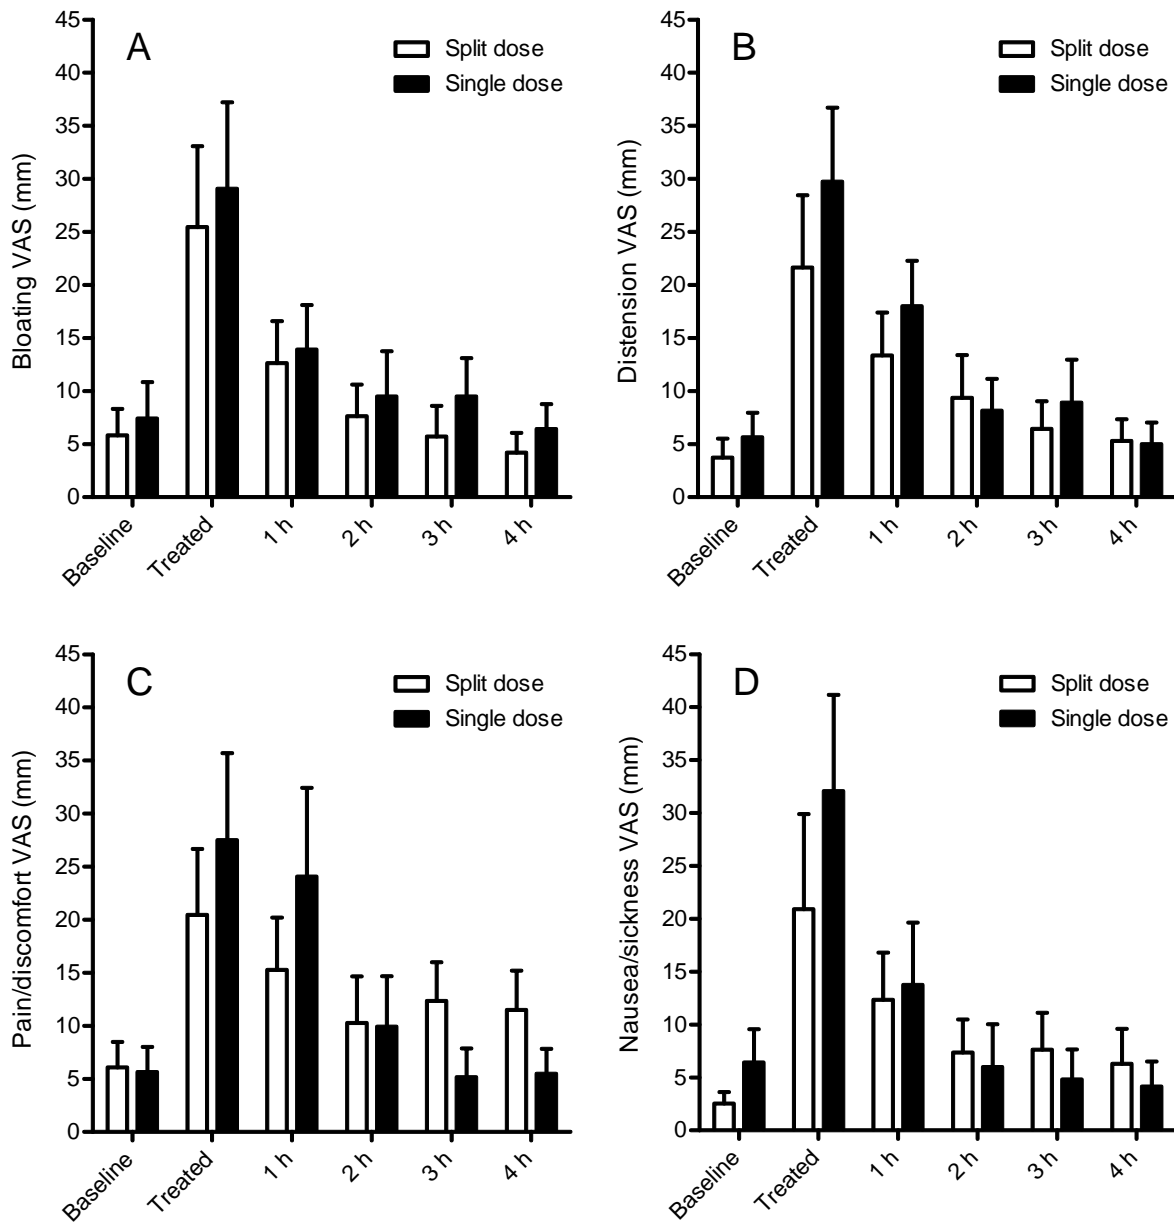 A
Split dose
Single dose
Bloating VAS (mm)
45
40
35
30
25
20
15
10
5
0
Baseline
Treated
1 h
2 h
3 h
4 h
B
Split dose
Single dose
Distension VAS (mm)
45
40
35
30
25
20
15
10
5
0
Baseline
Treated
1 h
2 h
3 h
4 h
C
Split dose
Single dose
Pain/discomfort VAS (mm)
45
40
35
30
25
20
15
10
5
0
Baseline
Treated
1 h
2 h
3 h
4 h
D
Split dose
Single dose
Nausea/sickness VAS (mm)
45
40
35
30
25
20
15
10
5
0
Baseline
Treated
1 h
2 h
3 h
4 h